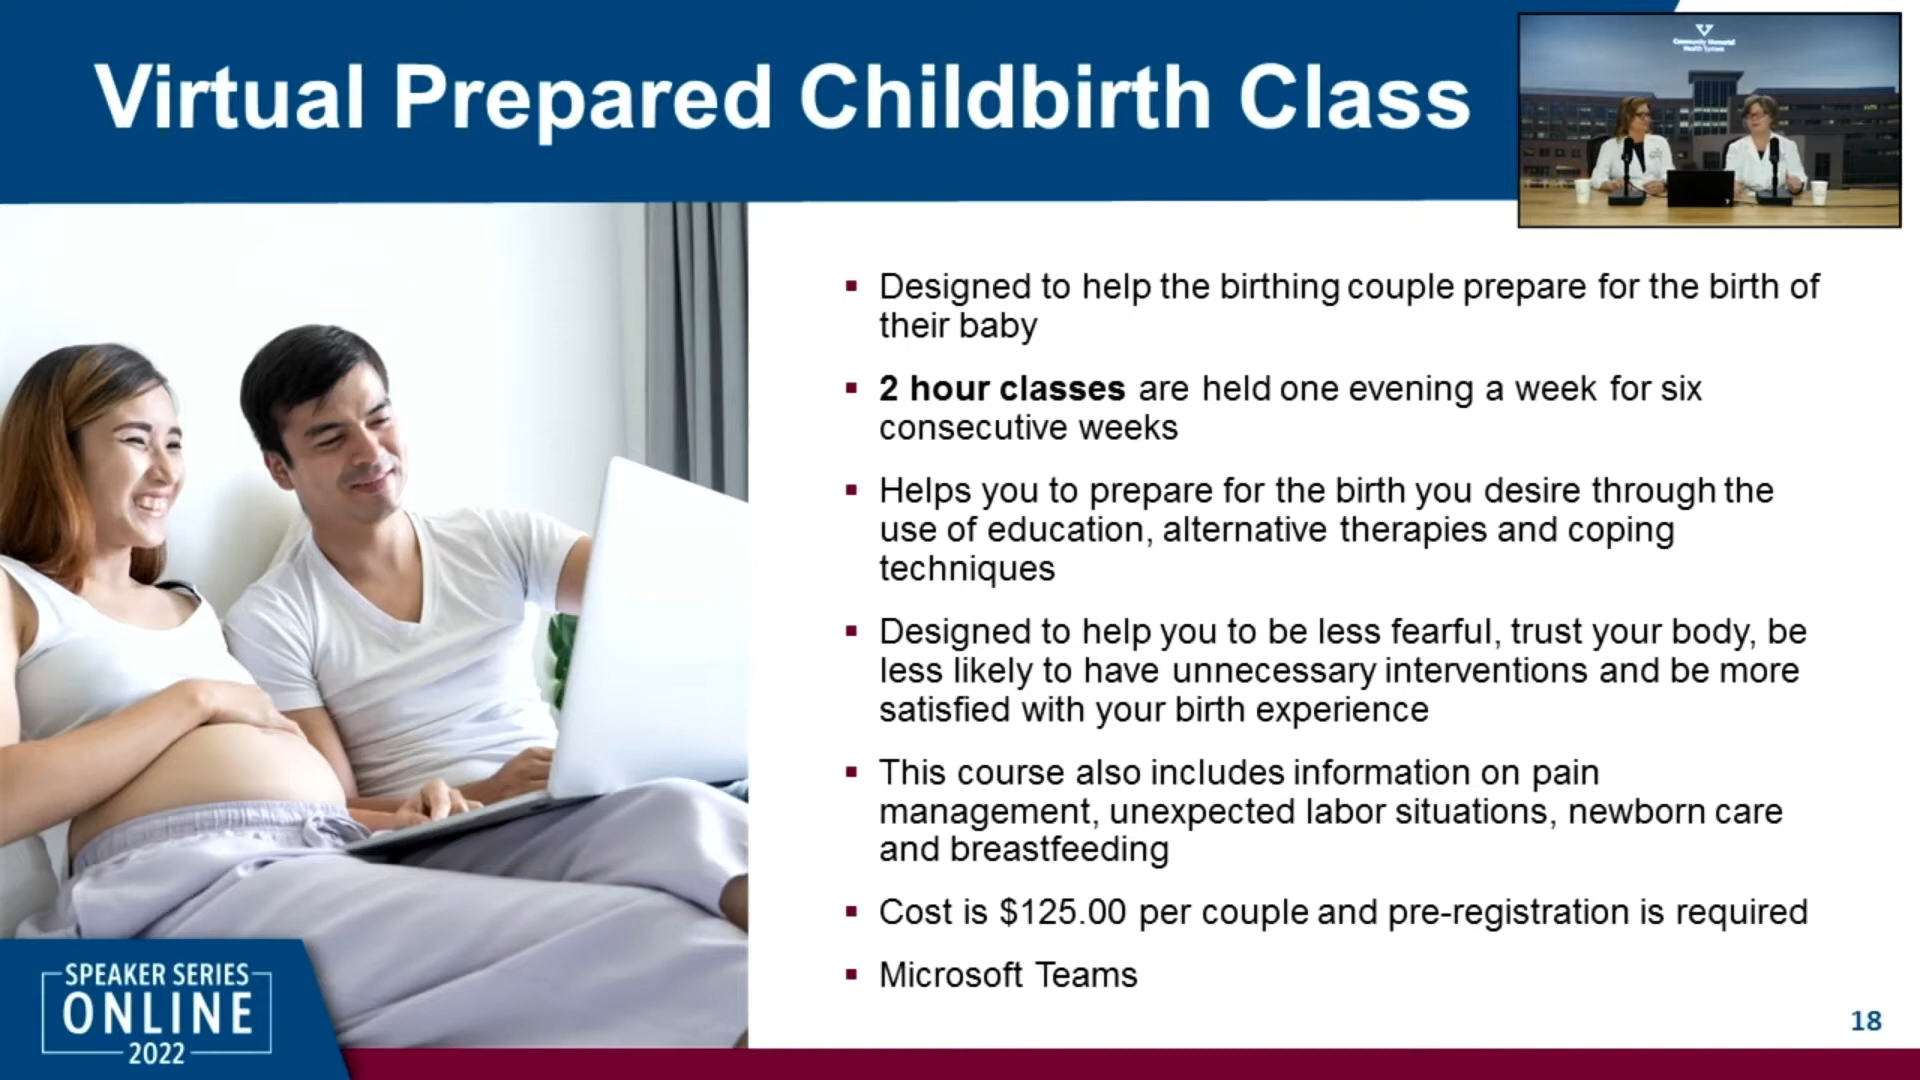 Virtual Prepared Childbirth Class
Community Memorial
Health System
▪ Designed to help the birthing couple prepare for the birth of
their baby
▪ 2 hour classes are held one evening a week for six
consecutive weeks
▪ Helps you to prepare for the birth you desire through the
use of education, alternative therapies and coping
techniques
▪ Designed to help you to be less fearful, trust your body, be
less likely to have unnecessary interventions and be more
satisfied with your birth experience
▪ This course also includes information on pain
management, unexpected labor situations, newborn care
and breastfeeding
▪ Cost is $125.00 per couple and pre-registration is required
▪ Microsoft Teams
SPEAKER SERIES
ONLINE
2022
18